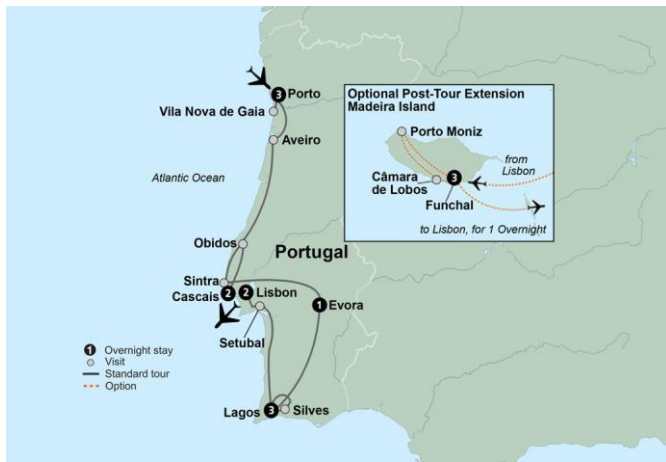 3 Porto
Vila Nova de Gaia
Aveiro
Atlantic Ocean
Obidos
Portugal
Sintra
Cascais 2
2 Lisbon
1 Evora
Setubal
Lagos 3
Silves
1 Overnight stay
Visit
Standard tour
Option
Optional Post-Tour Extension
Madeira Island
Porto Moniz
from
Lisbon
Câmara
de Lobos
3
Funchal
to Lisbon, for 1 Overnight